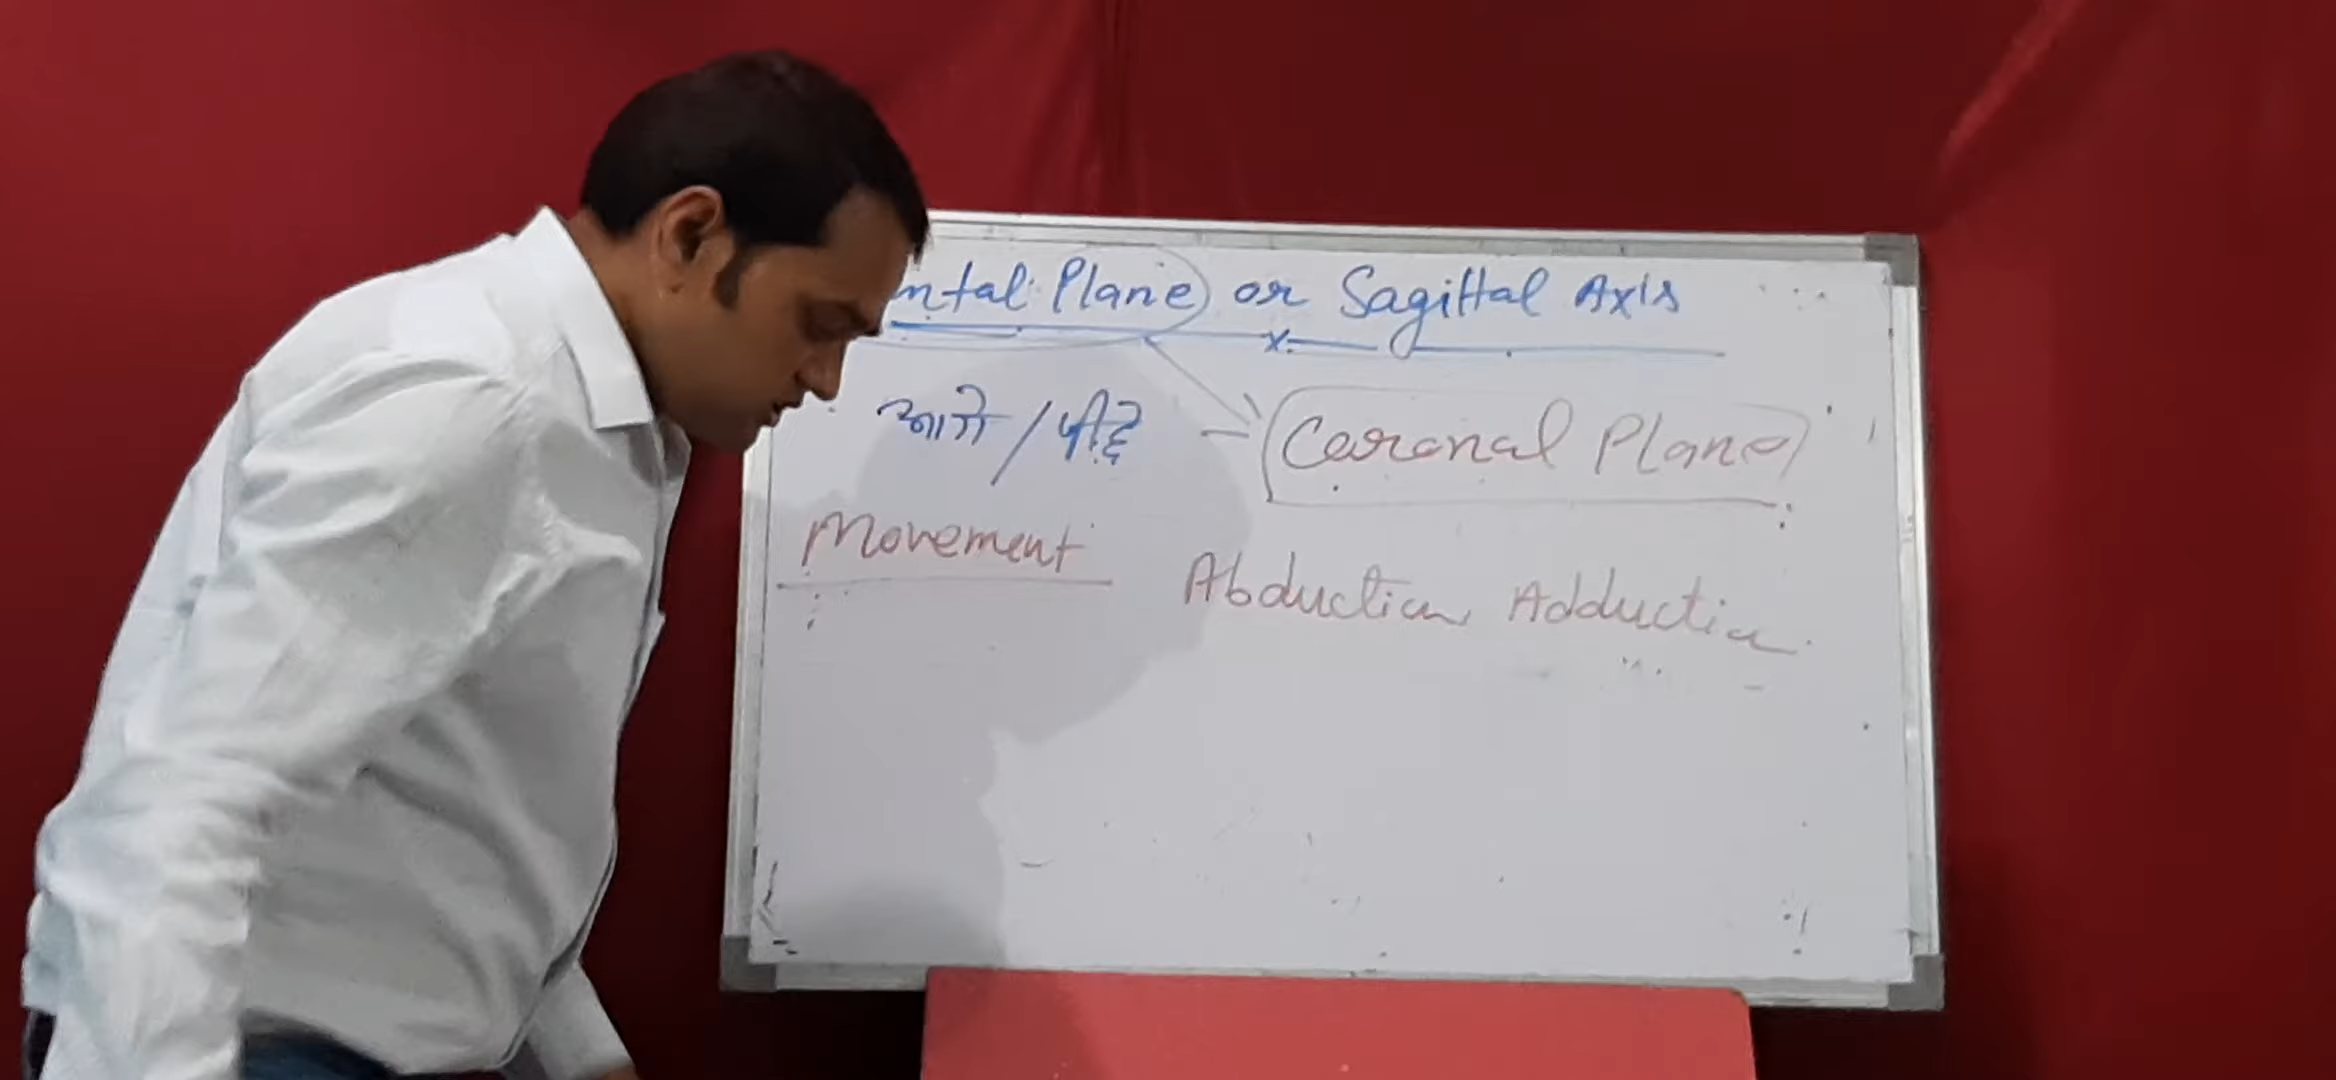 ntal Plane or Sagittal Axis
आगे / पीछे
Coronal Plane
Movement
Abduction Adduction